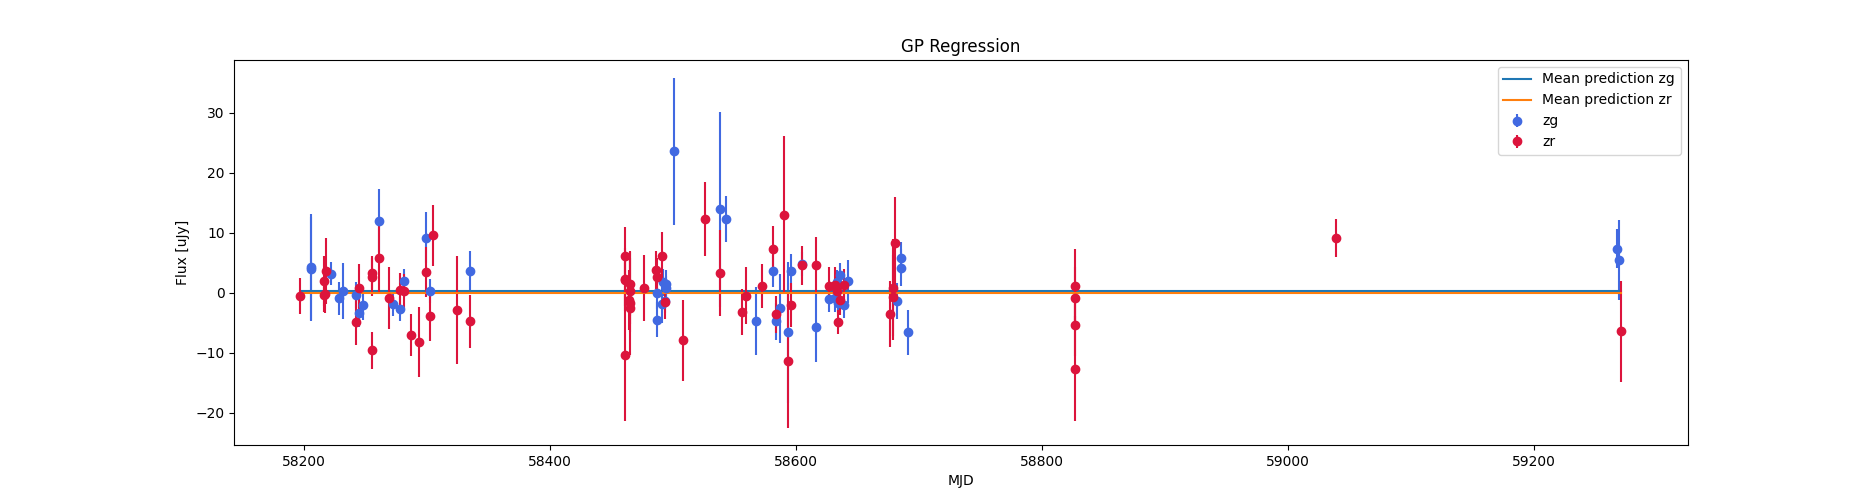 GP Regression
Mean prediction zg
Mean prediction zr
zg
zr
Flux [uJy]
30
20
10
0
−10
−20
58200
58400
58600
58800
59000
59200
MJD